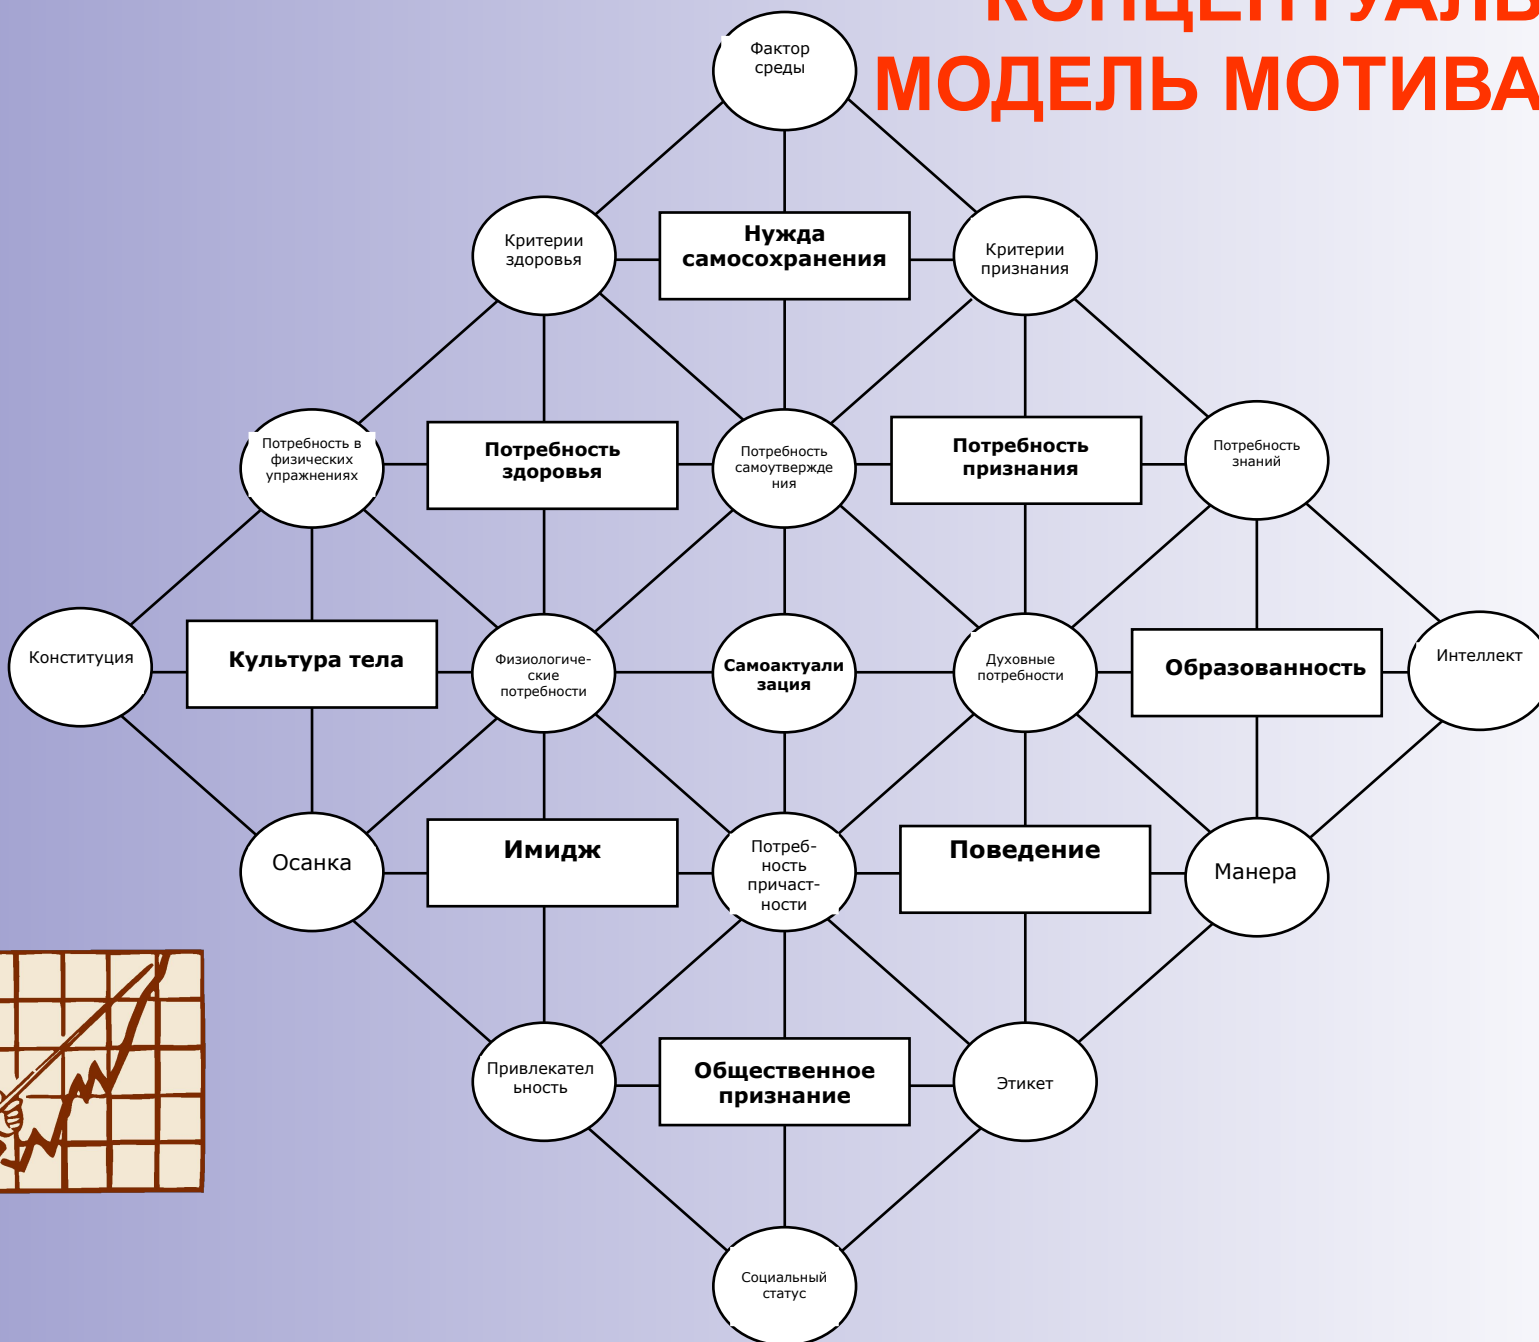 КОНЦЕПТУАЛЬ
МОДЕЛЬ МОТИВА
Фактор
среды
Критерии
здоровья
Нужда
самосохранения
Критерии
признания
Потребность в
физических
упражнениях
Потребность
здоровья
Потребность
самоутвержде
ния
Потребность
признания
Потребность
знаний
Конституция
Культура тела
Физиологиче-
ские
потребности
Самоактуали
зация
Духовные
потребности
Образованность
Интеллект
Осанка
Имидж
Потреб-
ность
причаст-
ности
Поведение
Манера
Привлекател
ьность
Общественное
признание
Этикет
Социальный
статус